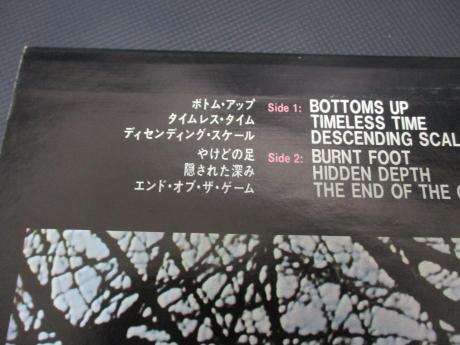 ボトム・アップ Side 1: BOTTOMS UP
タイムレス・タイム TIMELESS TIME
ディセンディング・スケール DESCENDING SCAL
やけどの足 Side 2: BURNT FOOT
隠された深み HIDDEN DEPTH
エンド・オブ・ザ・ゲーム THE END OF THE